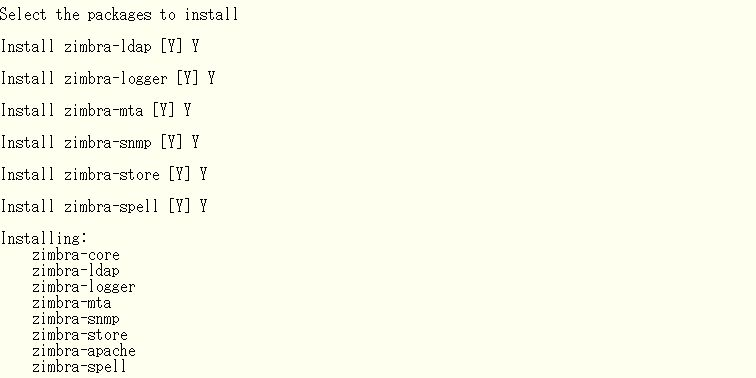 Select the packages to install
Install zimbra-ldap [Y] Y
Install zimbra-logger [Y] Y
Install zimbra-mta [Y] Y
Install zimbra-snmp [Y] Y
Install zimbra-store [Y] Y
Install zimbra-spell [Y] Y
Installing:
zimbra-core
zimbra-ldap
zimbra-logger
zimbra-mta
zimbra-snmp
zimbra-store
zimbra-apache
zimbra-spell